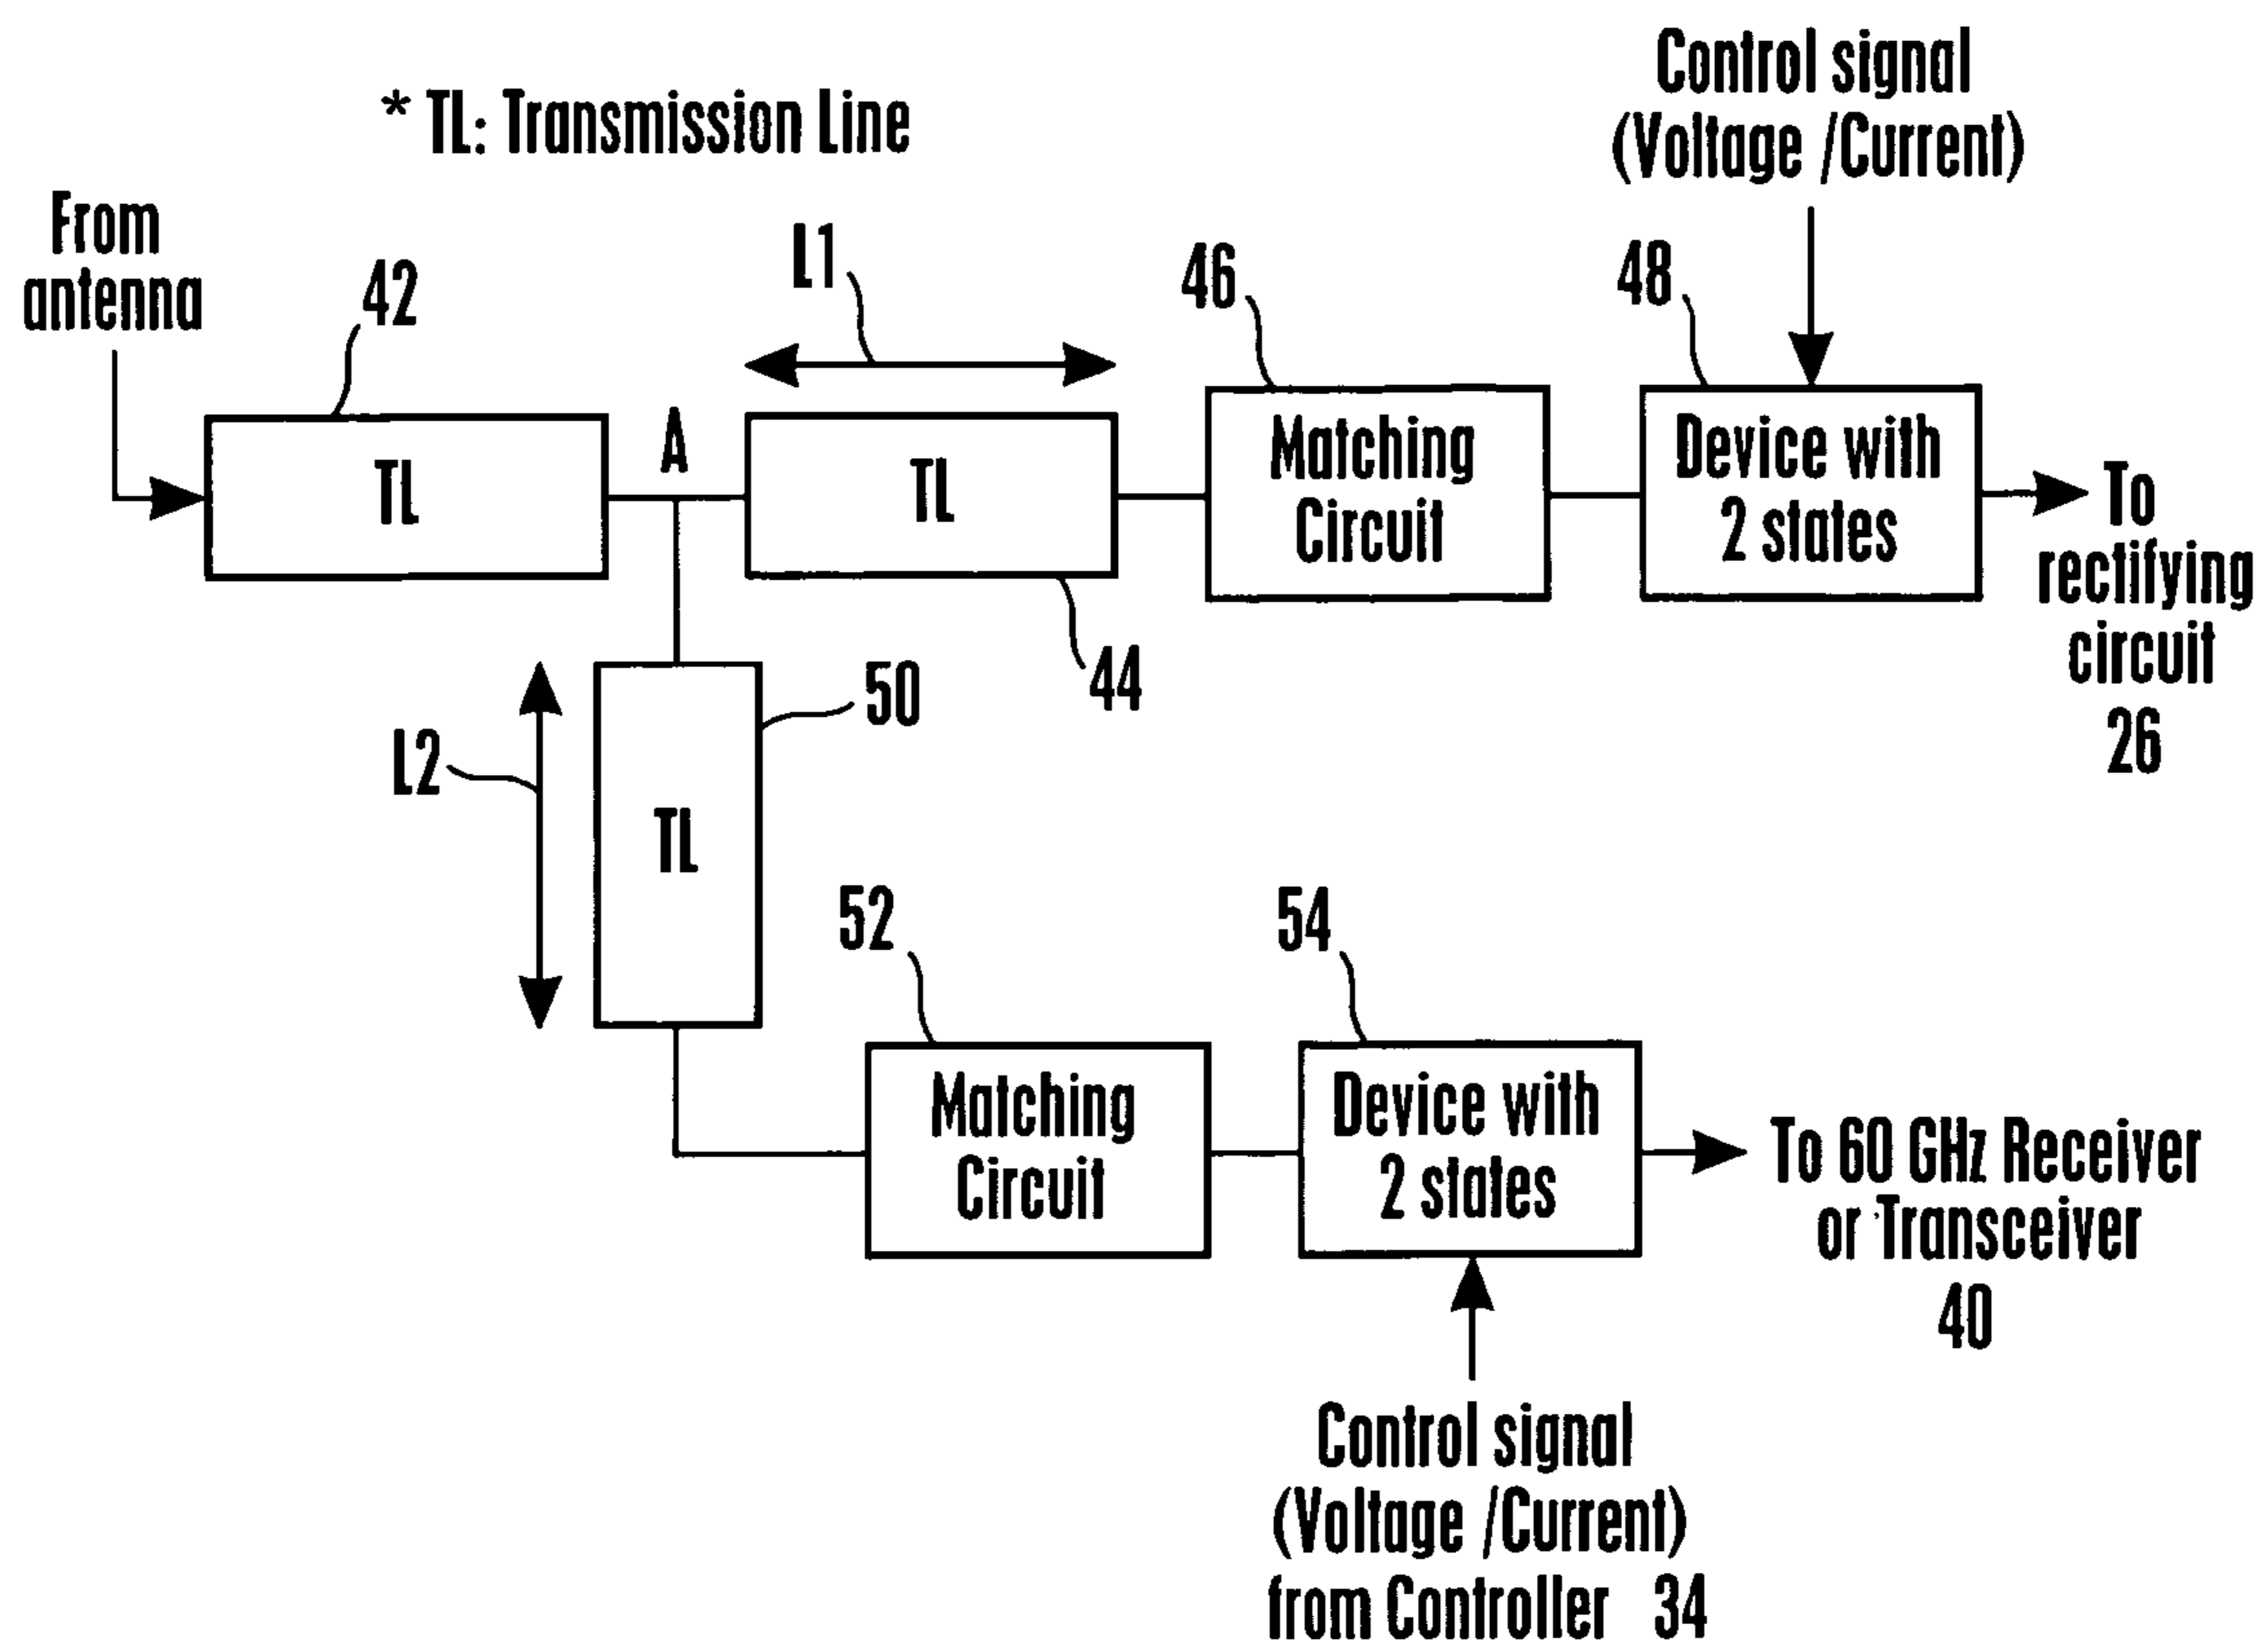 * TL: Transmission Line
Control signal
(Voltage /Current)
From
antenna
42
L1
46
48
TL
A
TL
Matching
Circuit
Device with
2 states
To
rectifying
circuit
26
44
50
L2
TL
52
54
Matching
Circuit
Device with
2 states
To 60 GHz Receiver
or Transceiver
40
Control signal
(Voltage /Current)
from Controller 34